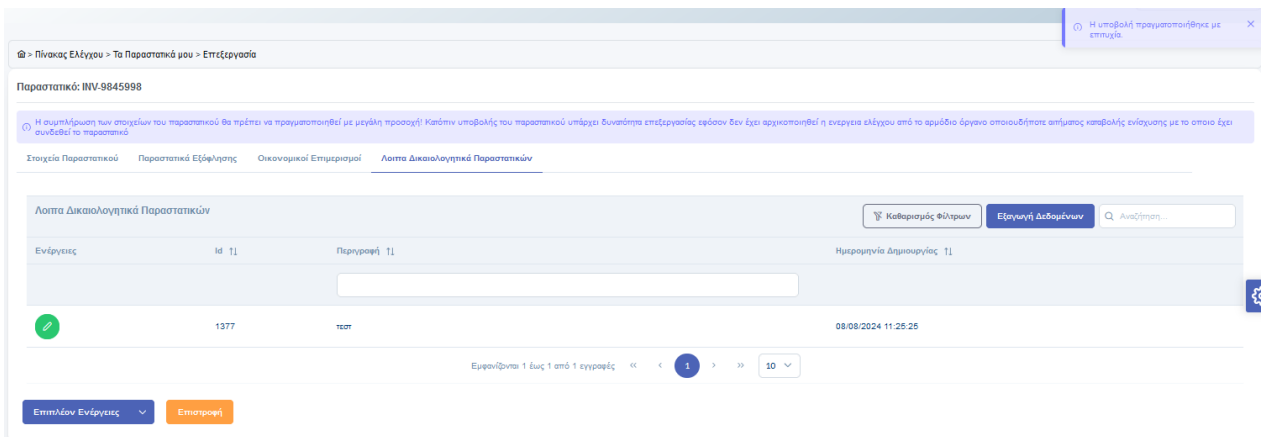 Η υποβολή πραγματοποιήθηκε με
επιτυχία.
> Πίνακας Ελέγχου > Τα Παραστατικά μου > Επεξεργασία
Παραστατικό: INV-9845998
Η συμπλήρωση των στοιχείων του παραστατικού θα πρέπει να πραγματοποιηθεί με μεγάλη προσοχή! Κατόπιν υποβολής του παραστατικού υπάρχει δυνατότητα επεξεργασίας εφόσον δεν έχει αρχικοποιηθεί η ενεργεια ελέγχου από το αρμόδιο όργανο οποιουδήποτε αιτήματος καταβολής ενίσχυσης με το οποιο έχει
συνδεθεί το παραστατικό
Στοιχεία Παραστατικού Παραστατικά Εξόφλησης Οικονομικοί Επιμερισμοί Λοιπα Δικαιολογητικά Παραστατικών
Λοιπα Δικαιολογητικά Παραστατικών Καθαρισμός Φίλτρων Εξαγωγή Δεδομένων Αναζήτηση...
Ενέργειες Id Περιγραφή Ημερομηνία Δημιουργίας
1377 τεστ 08/08/2024 11:25:25
Εμφανίζονται 1 έως 1 από 1 εγγραφές « ‹ 1 › » 10
Επιπλέον Ενέργειες Επιστροφή